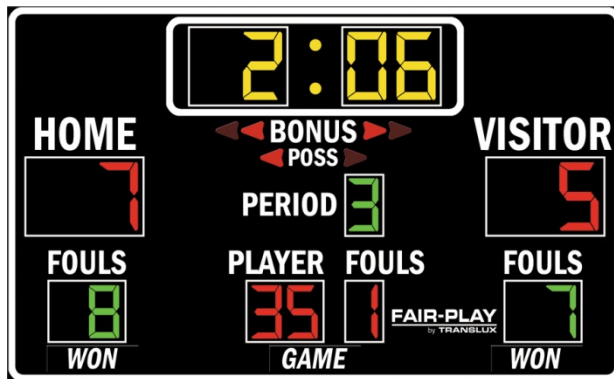 2:06
BONUS
HOME
VISITOR
POSS
7
PERIOD 3
5
FOULS
PLAYER FOULS
FOULS
8
35 1
FAIR-PLAY
by TRANSLUX
7
WON
GAME
WON